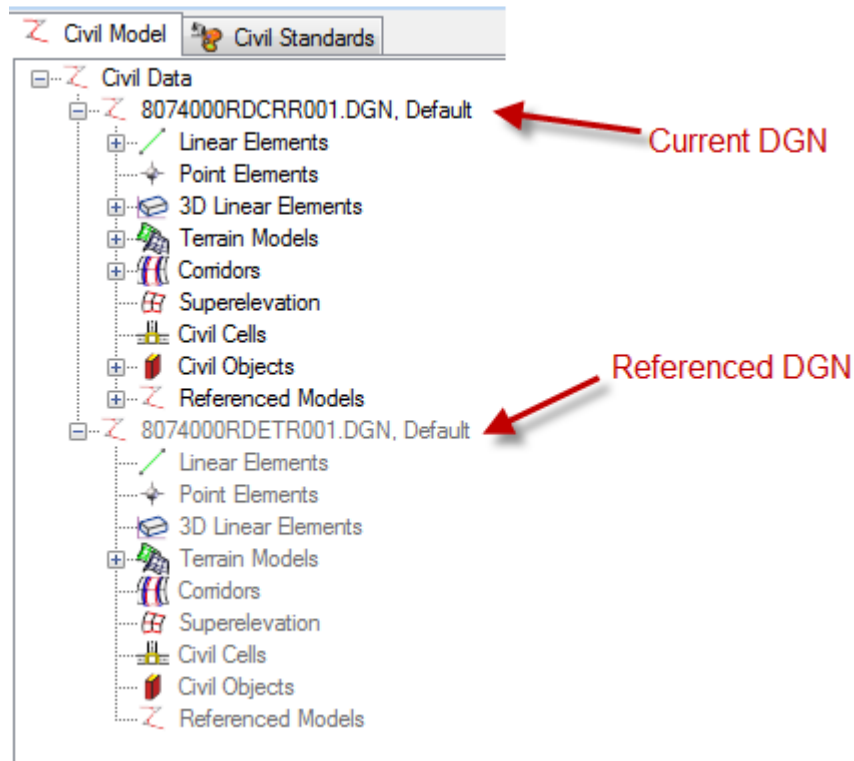 Civil Model Civil Standards
Civil Data
8074000RDCRR001.DGN, Default
Current DGN
Linear Elements
Point Elements
3D Linear Elements
Terrain Models
Corridors
Superelevation
Civil Cells
Civil Objects
Referenced DGN
Referenced Models
8074000RDETR001.DGN, Default
Linear Elements
Point Elements
3D Linear Elements
Terrain Models
Corridors
Superelevation
Civil Cells
Civil Objects
Referenced Models